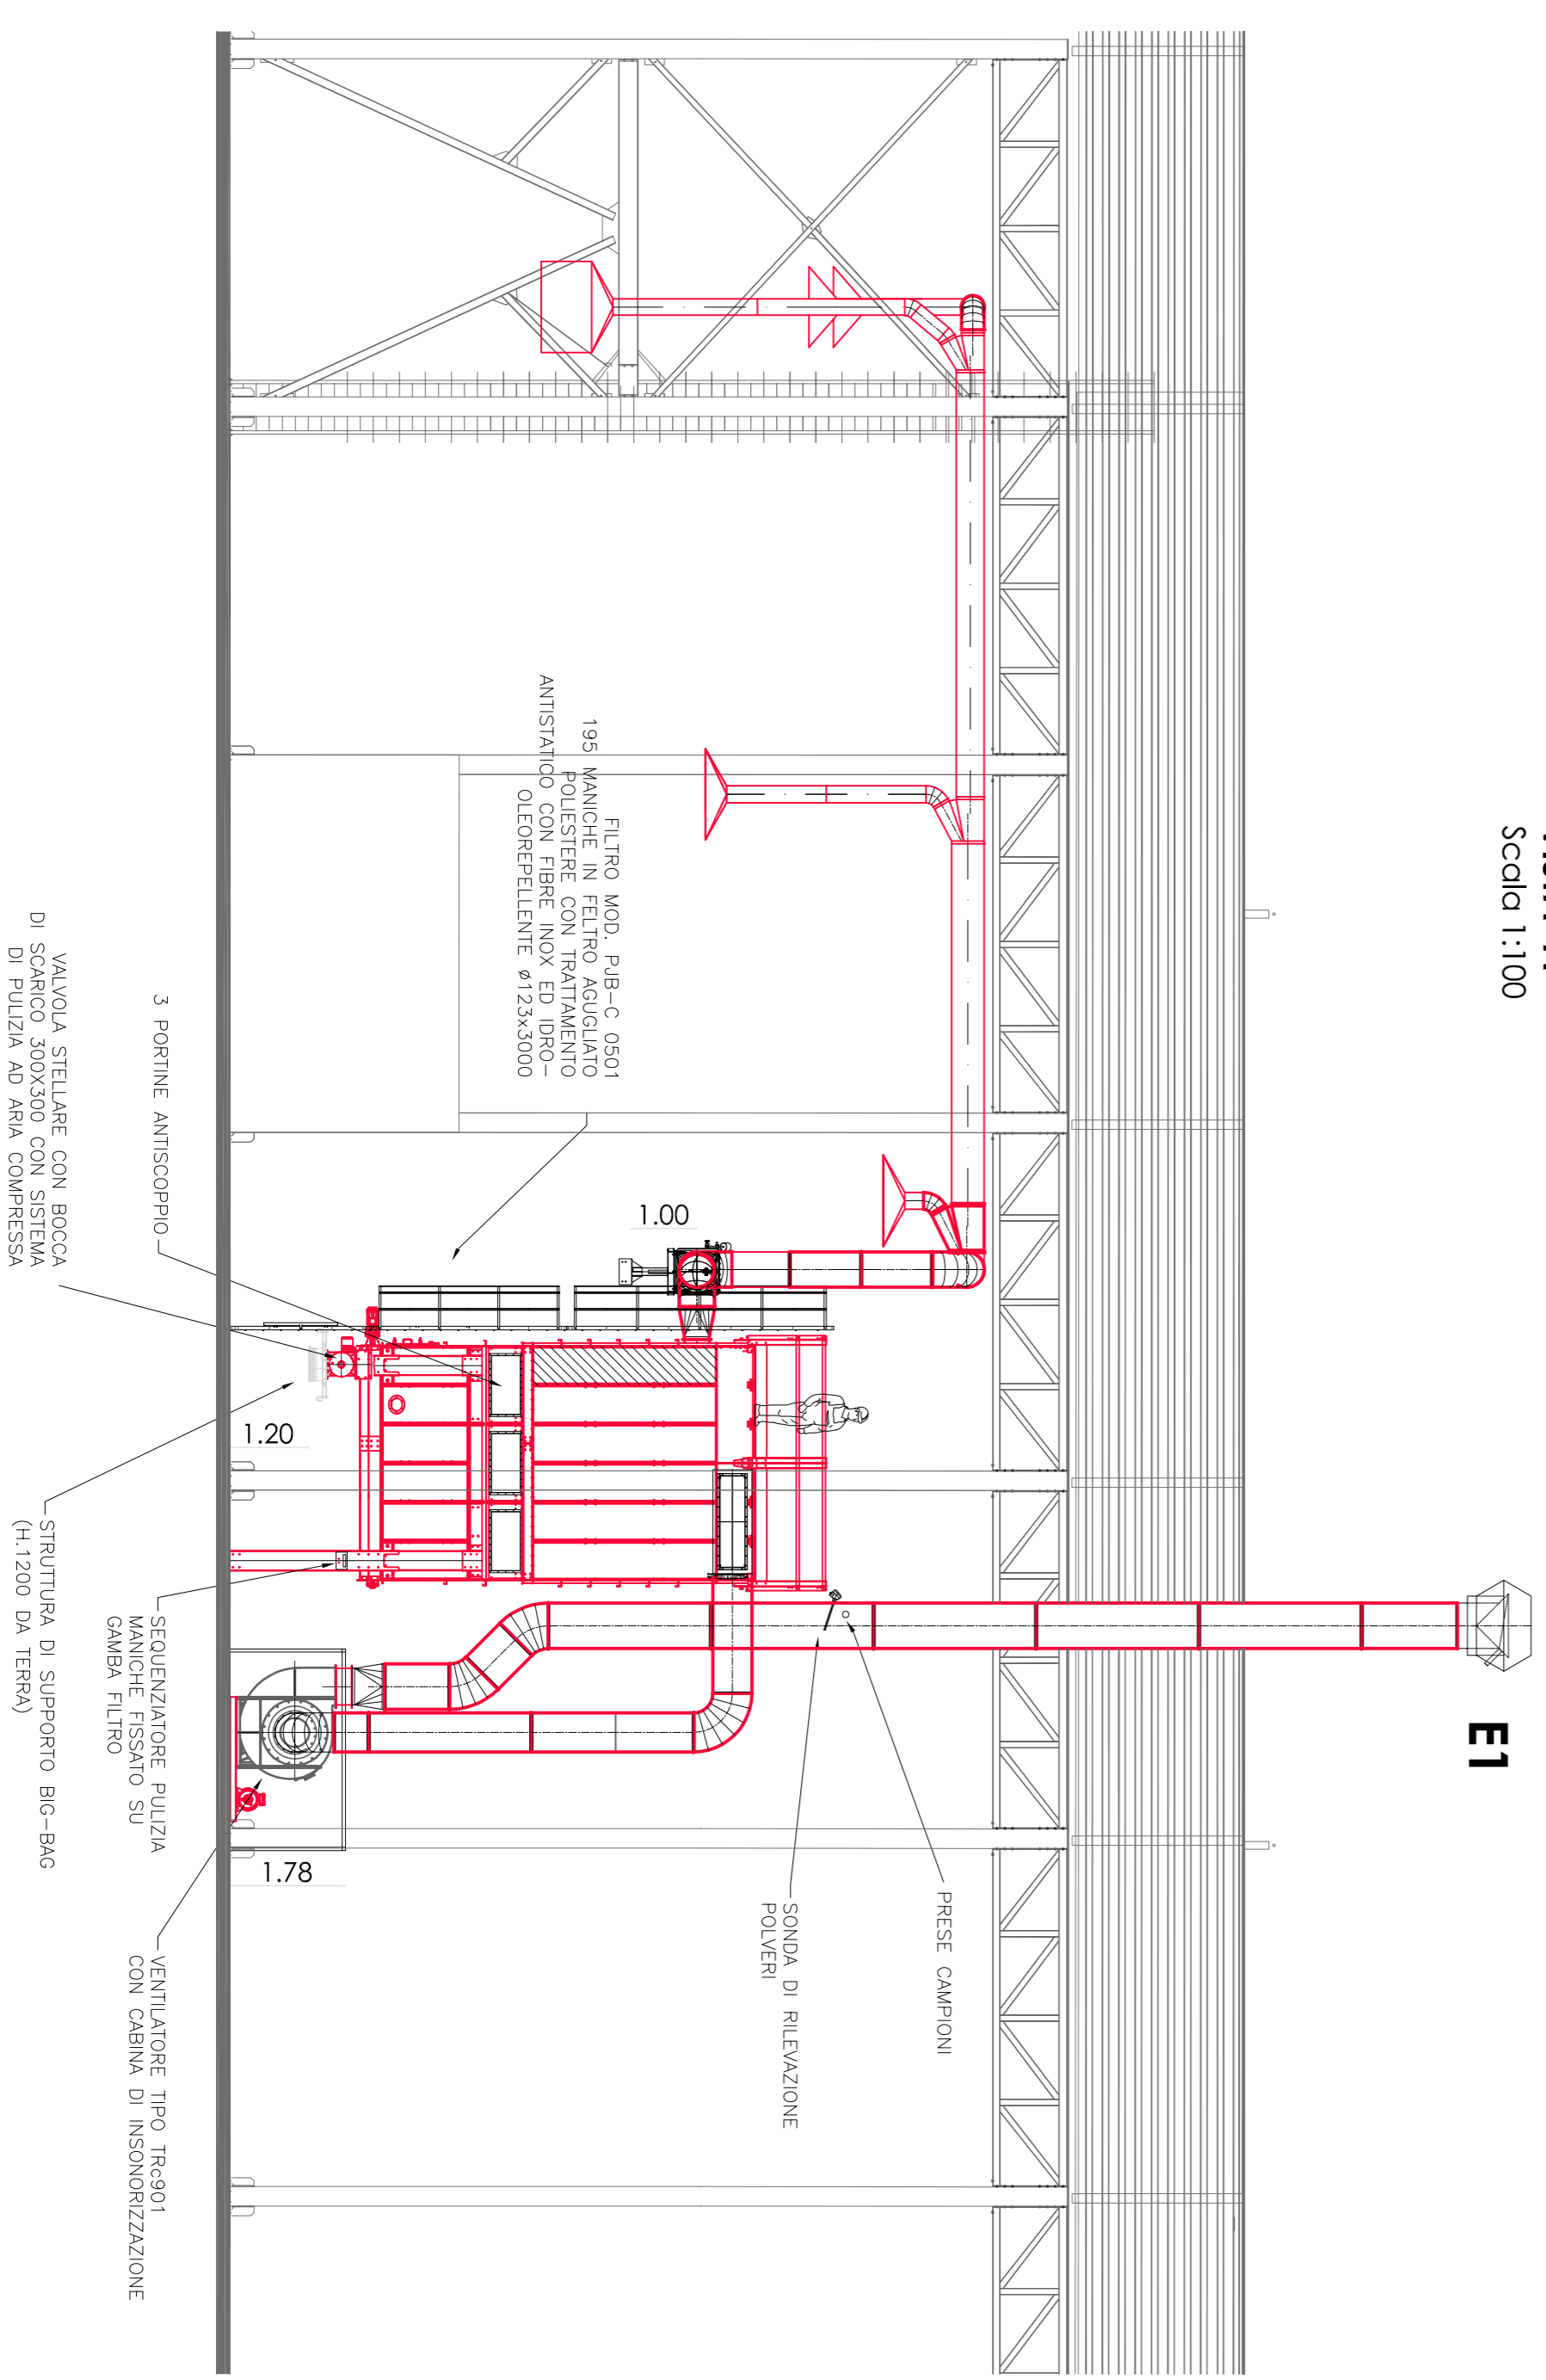 Scala 1:100
E1
FILTRO MOD. PJB-C 0501
195 MANICHE IN FELTRO AGUGLIATO
POLIESTERE CON TRATTAMENTO
ANTISTATICO CON FIBRE INOX ED IDRO-
OLEOREPELLENTE ø123x3000
1.00
PRESE CAMPIONI
SONDA DI RILEVAZIONE
POLVERI
3 PORTINE ANTISCOPPIO
1.20
1.78
VALVOLA STELLARE CON BOCCA
DI SCARICO 300X300 CON SISTEMA
DI PULIZIA AD ARIA COMPRESSA
STRUTTURA DI SUPPORTO BIG-BAG
(H.1200 DA TERRA)
SEQUENZIATORE PULIZIA
MANICHE FISSATO SU
GAMBA FILTRO
VENTILATORE TIPO TRc901
CON CABINA DI INSONORIZZAZIONE